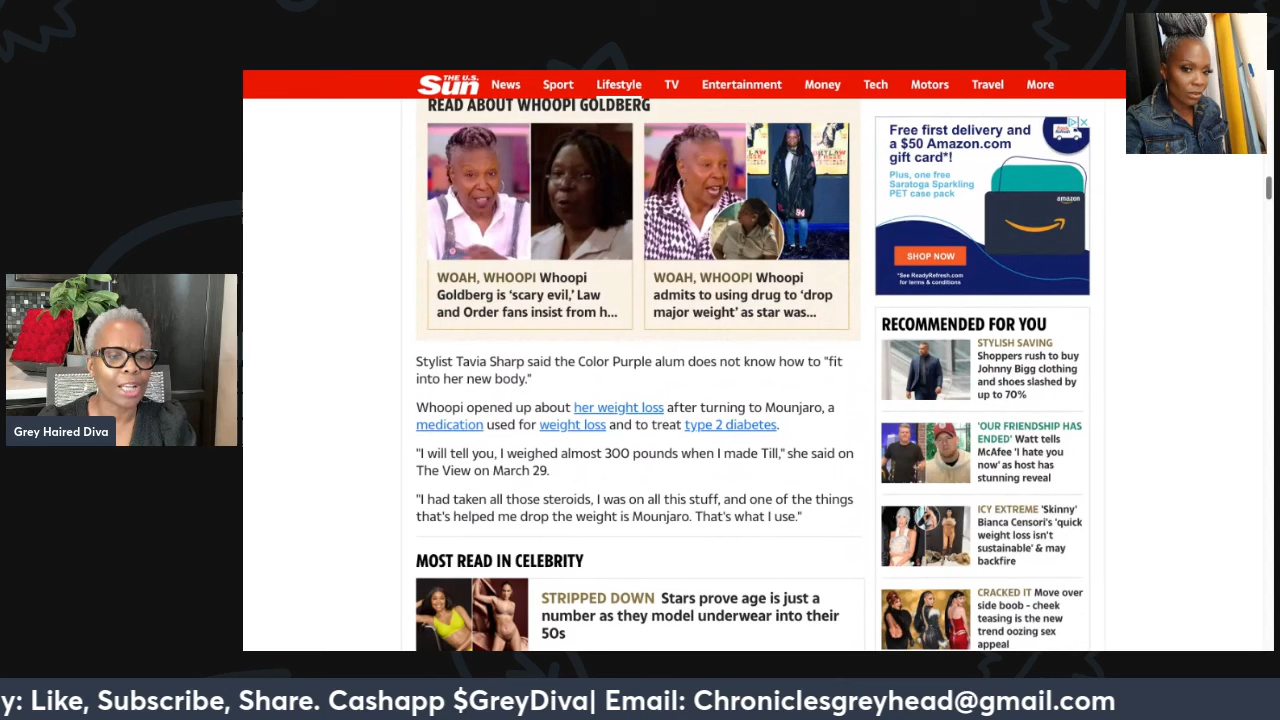 THE U.S. Sun
News Sport Lifestyle TV Entertainment Money Tech Motors Travel More
READ ABOUT WHOOPI GOLDBERG
WOAH, WHOOPI Whoopi
Goldberg is ‘scary evil,’ Law
and Order fans insist from h...
WOAH, WHOOPI Whoopi
admits to using drug to ‘drop
major weight’ as star was...
Stylist Tavia Sharp said the Color Purple alum does not know how to "fit
into her new body."
Whoopi opened up about her weight loss after turning to Mounjaro, a
medication used for weight loss and to treat type 2 diabetes.
"I will tell you, I weighed almost 300 pounds when I made Till," she said on
The View on March 29.
"I had taken all those steroids, I was on all this stuff, and one of the things
that's helped me drop the weight is Mounjaro. That's what I use."
MOST READ IN CELEBRITY
STRIPPED DOWN Stars prove age is just a
number as they model underwear into their
50s
Free first delivery and
a $50 Amazon.com
gift card*!
Plus, one free
Saratoga Sparkling
PET case pack
amazon
SHOP NOW
*See ReadyRefresh.com
for terms & conditions
RECOMMENDED FOR YOU
STYLISH SAVING
Shoppers rush to buy
Johnny Bigg clothing
and shoes slashed by
up to 70%
'OUR FRIENDSHIP HAS
ENDED' Watt tells
McAfee 'I hate you
now' as host has
stunning reveal
ICY EXTREME 'Skinny'
Bianca Censori's 'quick
weight loss isn't
sustainable' & may
backfire
CRACKED IT Move over
side boob - cheek
teasing is the new
trend oozing sex
appeal
Grey Haired Diva
y: Like, Subscribe, Share. Cashapp $GreyDiva| Email: Chroniclesgreyhead@gmail.com